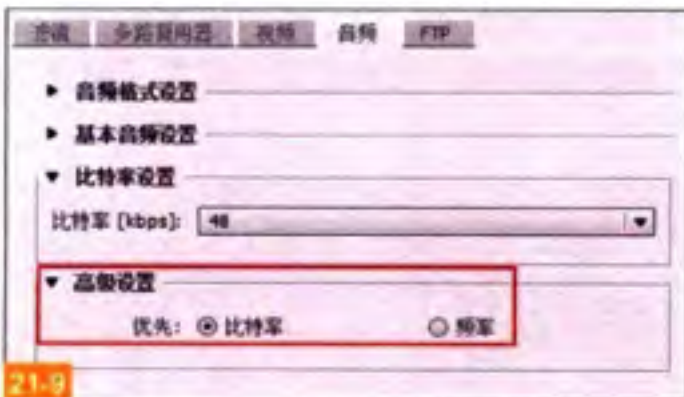 滤镜 多路复用器 视频 音频 FTP
▶ 音频格式设置
▶ 基本音频设置
▼ 比特率设置
比特率 [kbps]: 48
▼ 高级设置
优先: 比特率 频率
21-9